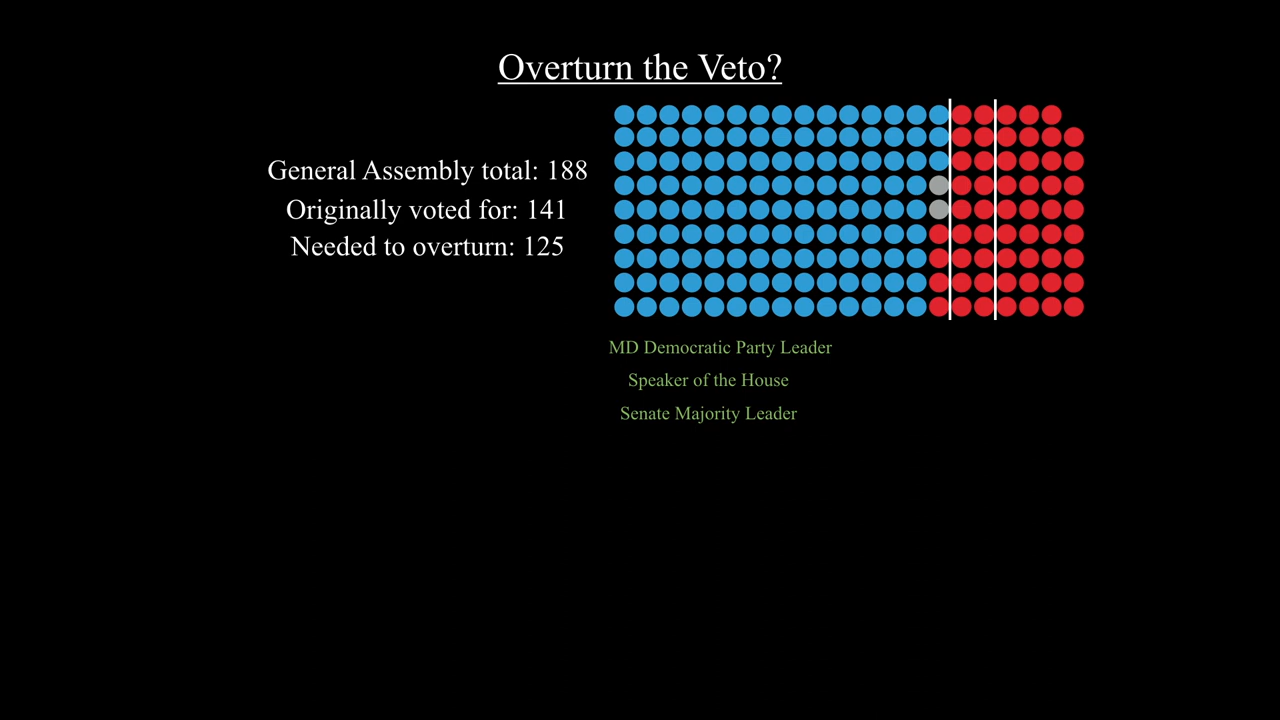 Overturn the Veto?
General Assembly total: 188
Originally voted for: 141
Needed to overturn: 125
MD Democratic Party Leader
Speaker of the House
Senate Majority Leader